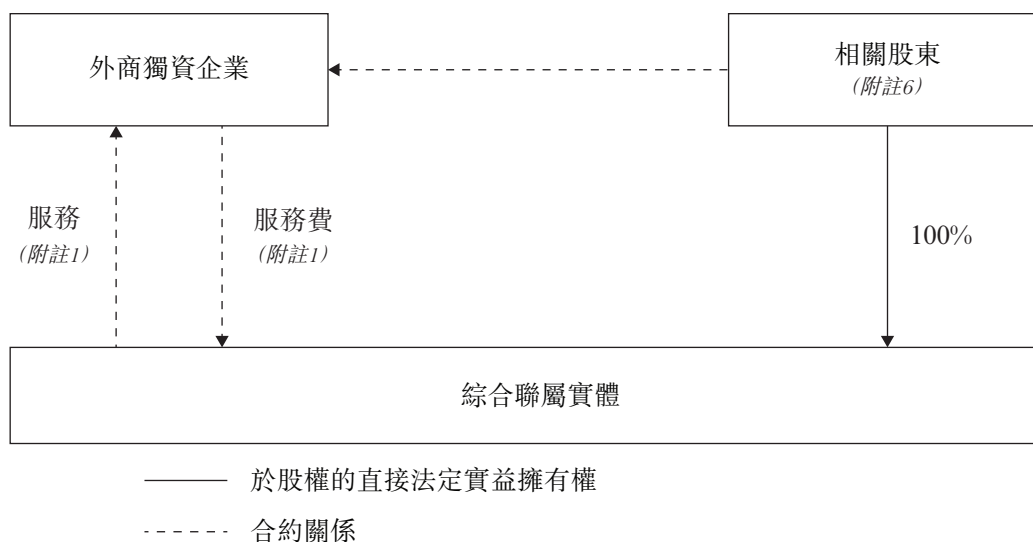 外商獨資企業
相關股東
（附註6）
服務
（附註1）
服務費
（附註1）
100%
綜合聯屬實體
於股權的直接法定實益擁有權
合約關係